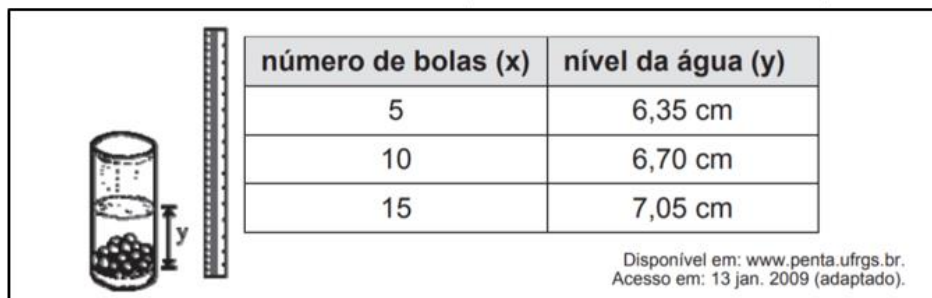 número de bolas (x) nível da água (y)
5 6,35 cm
10 6,70 cm
15 7,05 cm
y
Disponível em: www.penta.ufrgs.br.
Acesso em: 13 jan. 2009 (adaptado).